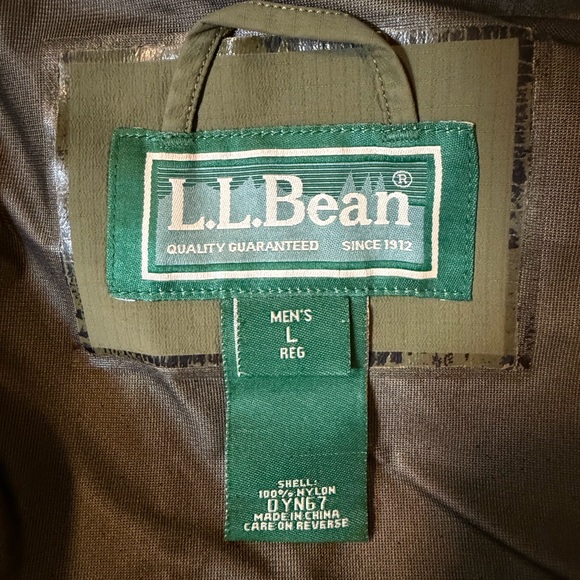 L.L.Bean®
QUALITY GUARANTEED SINCE 1912
MEN'S
L
REG
SHELL:
100% NYLON
0YN67
MADE IN CHINA
CARE ON REVERSE